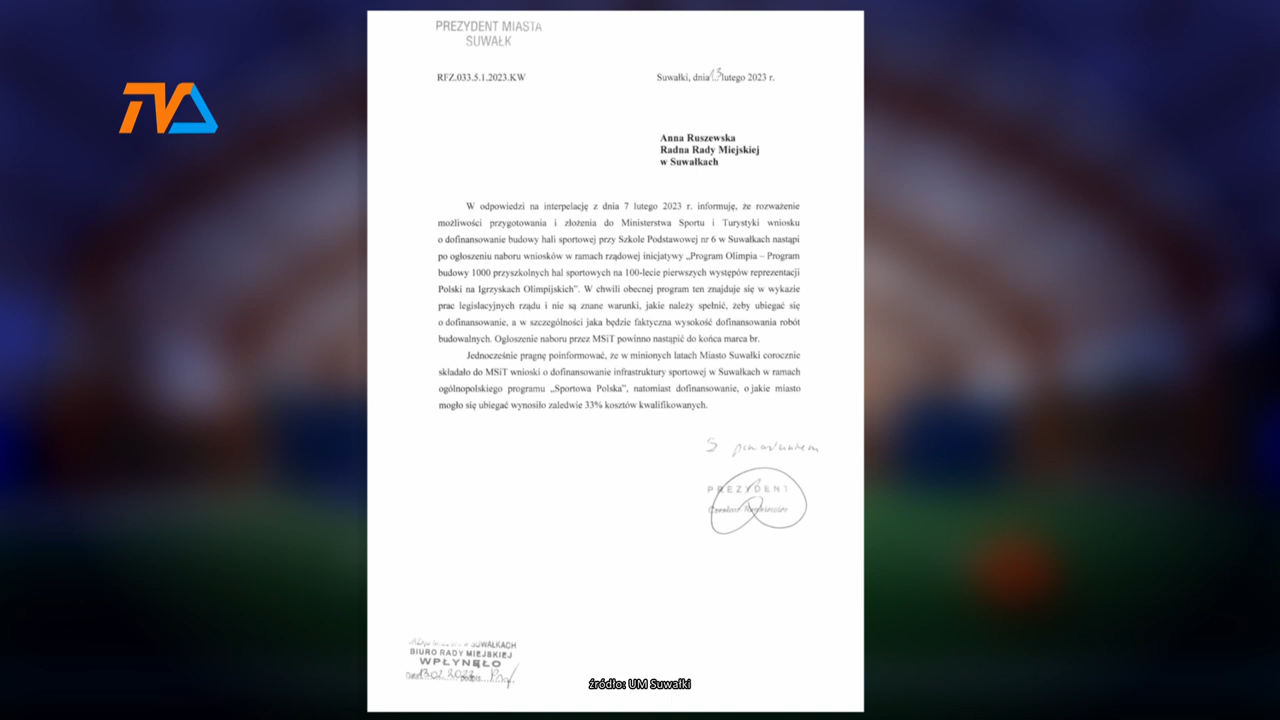 PREZYDENT MIASTA
SUWAŁK
TVA
RFZ.033.5.1.2023.KW
Suwałki, dnia 13 lutego 2023 r.
Anna Ruszewska
Radna Rady Miejskiej
w Suwałkach
W odpowiedzi na interpelację z dnia 7 lutego 2023 r. informuję, że rozważenie
możliwości przygotowania i złożenia do Ministerstwa Sportu i Turystyki wniosku
o dofinansowanie budowy hali sportowej przy Szkole Podstawowej nr 6 w Suwałkach nastąpi
po ogłoszeniu naboru wniosków w ramach rządowej inicjatywy „Program Olimpia – Program
budowy 1000 przyszkolnych hal sportowych na 100-lecie pierwszych występów reprezentacji
Polski na Igrzyskach Olimpijskich”. W chwili obecnej program ten znajduje się w wykazie
prac legislacyjnych rządu i nie są znane warunki, jakie należy spełnić, żeby ubiegać się
o dofinansowanie, a w szczególności jaka będzie faktyczna wysokość dofinansowania robót
budowalnych. Ogłoszenie naboru przez MSiT powinno nastąpić do końca marca br.
Jednocześnie pragnę poinformować, że w minionych latach Miasto Suwałki corocznie
składało do MSiT wnioski o dofinansowanie infrastruktury sportowej w Suwałkach w ramach
ogólnopolskiego programu „Sportowa Polska”, natomiast dofinansowanie, o jakie miasto
mogło się ubiegać wynosiło zaledwie 33% kosztów kwalifikowanych.
Z poważaniem
PREZYDENT
w SUWAŁKACH
BIURO RADY MIEJSKIEJ
WPŁYNĘŁO
źródło: UM Suwałki